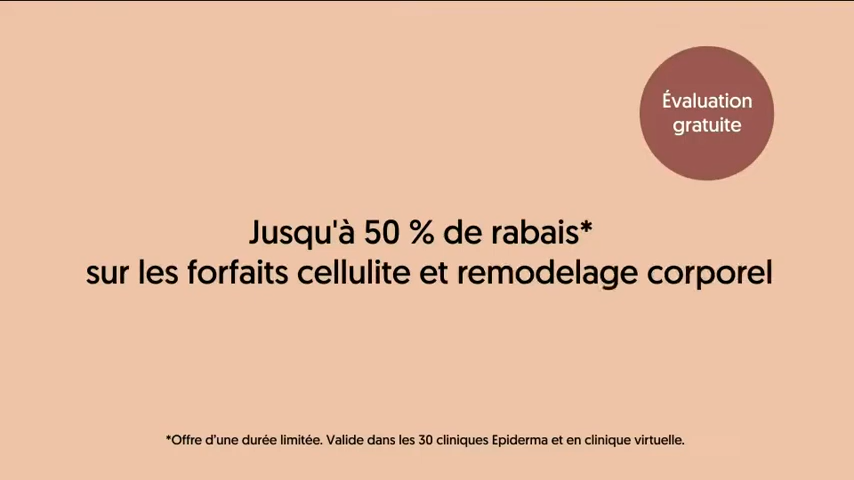 Évaluation
gratuite
Jusqu'à 50 % de rabais*
sur les forfaits cellulite et remodelage corporel
*Offre d'une durée limitée. Valide dans les 30 cliniques Epiderma et en clinique virtuelle.